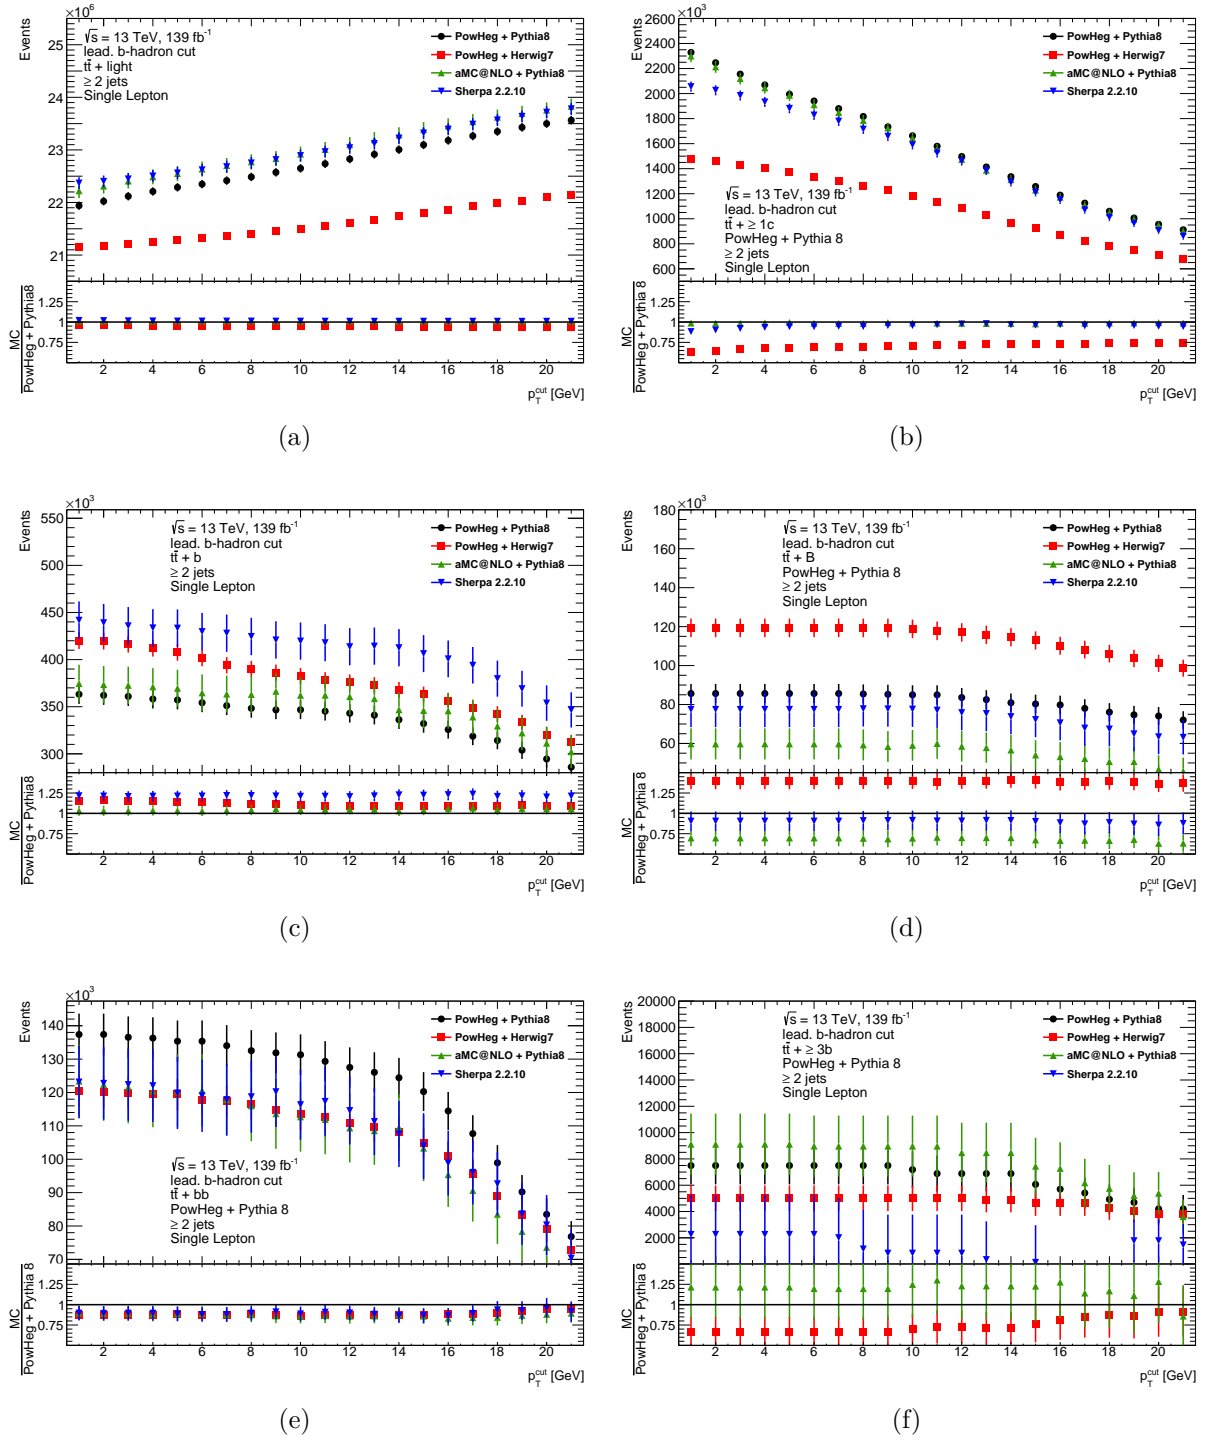 ×10⁶
Events
26
25
24
23
22
21
√s = 13 TeV, 139 fb⁻¹
lead. b-hadron cut
tt̄ + light
≥ 2 jets
Single Lepton
PowHeg + Pythia8
PowHeg + Herwig7
aMC@NLO + Pythia8
Sherpa 2.2.10
MC
PowHeg + Pythia8
1.25
1
0.75
2 4 6 8 10 12 14 16 18 20
p_T^cut [GeV]
(a)
×10³
Events
2600
2400
2200
2000
1800
1600
1400
1200
1000
800
600
PowHeg + Pythia8
PowHeg + Herwig7
aMC@NLO + Pythia8
Sherpa 2.2.10
√s = 13 TeV, 139 fb⁻¹
lead. b-hadron cut
tt̄ + ≥ 1c
PowHeg + Pythia 8
≥ 2 jets
Single Lepton
MC
PowHeg + Pythia 8
1.25
1
0.75
2 4 6 8 10 12 14 16 18 20
p_T^cut [GeV]
(b)
×10³
Events
550
500
450
400
350
300
√s = 13 TeV, 139 fb⁻¹
lead. b-hadron cut
tt̄ + b
≥ 2 jets
Single Lepton
PowHeg + Pythia8
PowHeg + Herwig7
aMC@NLO + Pythia8
Sherpa 2.2.10
MC
PowHeg + Pythia8
1.25
1
0.75
2 4 6 8 10 12 14 16 18 20
p_T^cut [GeV]
(c)
×10³
Events
180
160
140
120
100
80
60
√s = 13 TeV, 139 fb⁻¹
lead. b-hadron cut
tt̄ + B
PowHeg + Pythia 8
≥ 2 jets
Single Lepton
PowHeg + Pythia8
PowHeg + Herwig7
aMC@NLO + Pythia8
Sherpa 2.2.10
MC
PowHeg + Pythia 8
1.25
1
0.75
2 4 6 8 10 12 14 16 18 20
p_T^cut [GeV]
(d)
×10³
Events
140
130
120
110
100
90
80
70
PowHeg + Pythia8
PowHeg + Herwig7
aMC@NLO + Pythia8
Sherpa 2.2.10
√s = 13 TeV, 139 fb⁻¹
lead. b-hadron cut
tt̄ + bb
PowHeg + Pythia 8
≥ 2 jets
Single Lepton
MC
PowHeg + Pythia 8
1.25
1
0.75
2 4 6 8 10 12 14 16 18 20
p_T^cut [GeV]
(e)
Events
20000
18000
16000
14000
12000
10000
8000
6000
4000
2000
√s = 13 TeV, 139 fb⁻¹
lead. b-hadron cut
tt̄ + ≥ 3b
PowHeg + Pythia 8
≥ 2 jets
Single Lepton
PowHeg + Pythia8
PowHeg + Herwig7
aMC@NLO + Pythia8
Sherpa 2.2.10
MC
PowHeg + Pythia 8
1.25
1
0.75
2 4 6 8 10 12 14 16 18 20
p_T^cut [GeV]
(f)